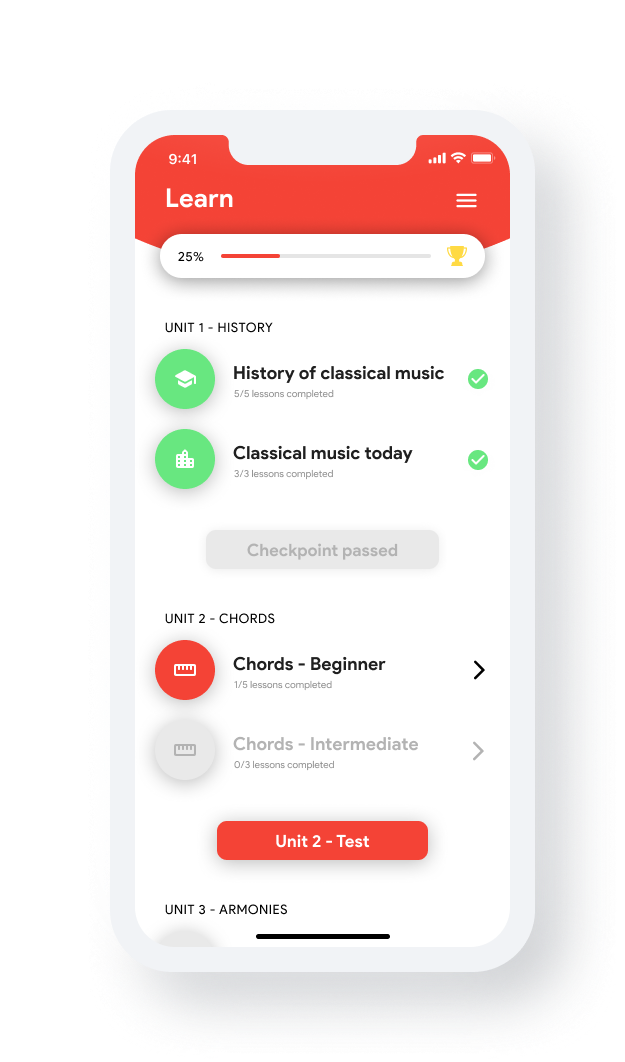 9:41
Learn
25%
UNIT 1 - HISTORY
History of classical music
5/5 lessons completed
Classical music today
3/3 lessons completed
Checkpoint passed
UNIT 2 - CHORDS
Chords - Beginner
1/5 lessons completed
Chords - Intermediate
0/3 lessons completed
Unit 2 - Test
UNIT 3 - ARMONIES